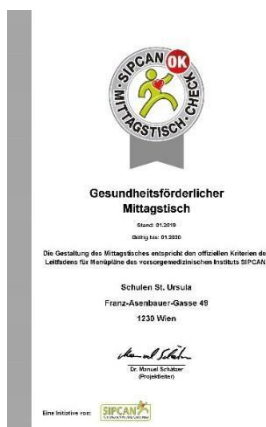 SIPCAN OK
MITTAGSTISCH-CHECK
Gesundheitsförderlicher
Mittagstisch
Stand: 01.2019
Gültig bis: 01.2020
Die Gestaltung des Mittagstisches entspricht den offiziellen Kriterien de
Leitfadens für Menüpläne des vorsorgemedizinischen Instituts SIPCAN
Schulen St. Ursula
Franz-Asenbauer-Gasse 49
1230 Wien
Dr. Manuel Schätzer
(Projektleiter)
Eine Initiative von:
SIPCAN